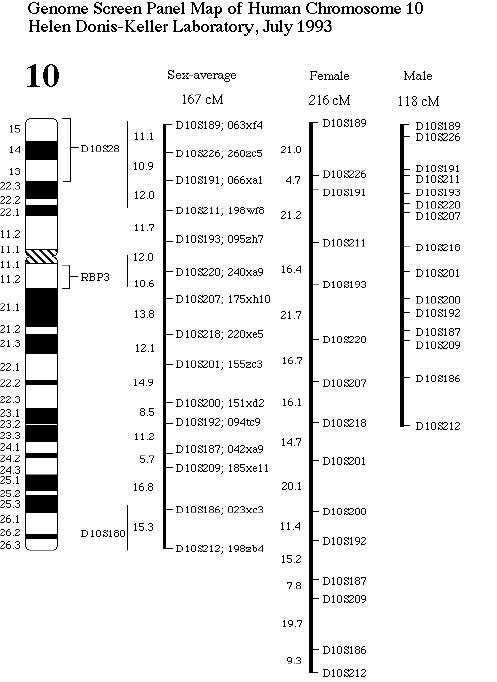 Genome Screen Panel Map of Human Chromosome 10
Helen Donis-Keller Laboratory, July 1993
10
Sex-average
167 cM
Female
216 cM
Male
118 cM
15
14
13
22.3
22.2
22.1
11.2
11.1
11.1
11.2
21.1
21.2
21.3
22.1
22.2
22.3
23.1
23.2
23.3
24.1
24.2
24.3
25.1
25.2
25.3
26.1
26.2
26.3
D10S28
RBP3
D10S180
11.1
10.9
12.0
11.7
12.0
10.6
13.8
12.1
14.9
8.5
11.2
5.7
16.8
15.3
D10S189; 063xf4
D10S226; 260zc5
D10S191; 066xa1
D10S211; 198wf8
D10S193; 095zh7
D10S220; 240xa9
D10S207; 175xh10
D10S218; 220xe5
D10S201; 155zc3
D10S200; 151xd2
D10S192; 094tc9
D10S187; 042xa9
D10S209; 185xe11
D10S186; 023xc3
D10S212; 198zb4
21.0
4.7
21.2
16.4
21.7
16.7
16.1
14.7
20.1
11.4
15.2
7.8
19.7
9.3
D10S189
D10S226
D10S191
D10S211
D10S193
D10S220
D10S207
D10S218
D10S201
D10S200
D10S192
D10S187
D10S209
D10S186
D10S212
D10S189
D10S226
D10S191
D10S211
D10S193
D10S220
D10S207
D10S218
D10S201
D10S200
D10S192
D10S187
D10S209
D10S186
D10S212